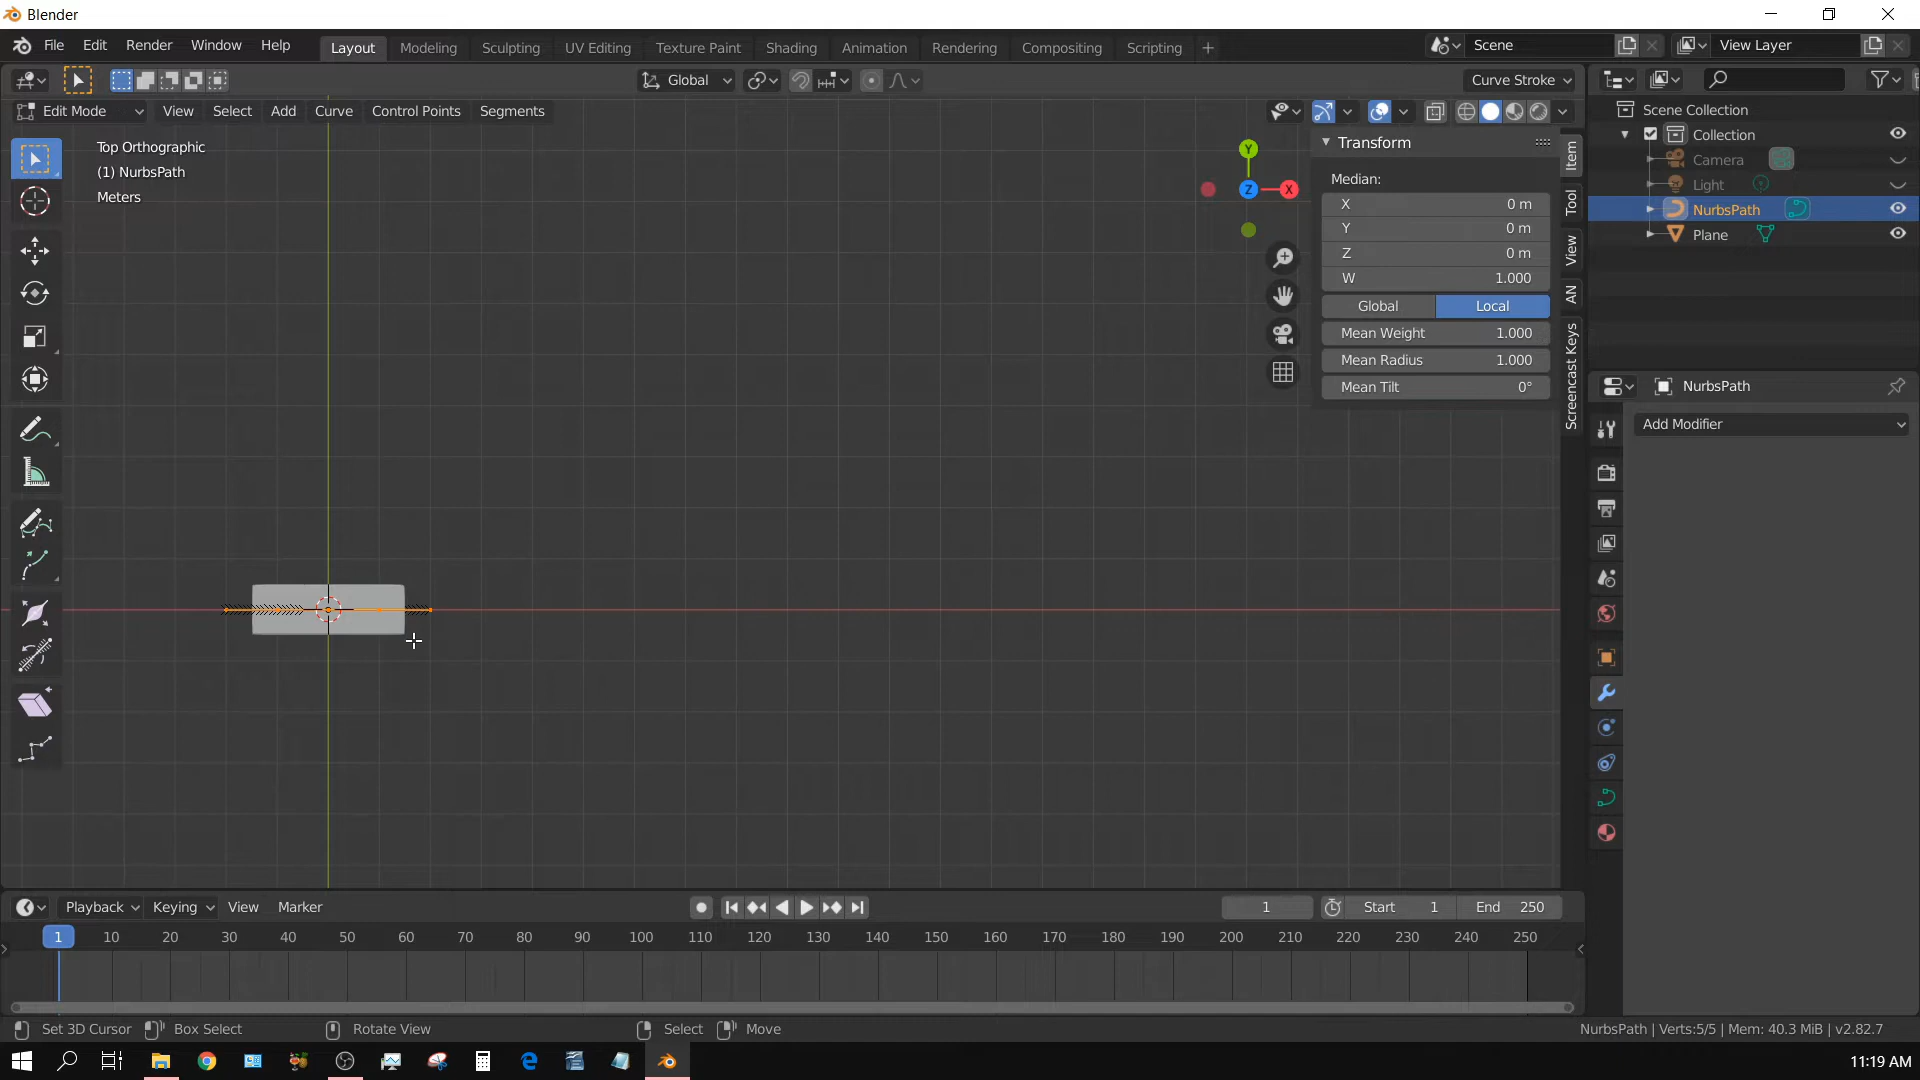 Blender
File Edit Render Window Help Layout Modeling Sculpting UV Editing Texture Paint Shading Animation Rendering Compositing Scripting + Scene View Layer
Global Curve Stroke
Edit Mode View Select Add Curve Control Points Segments
Top Orthographic
(1) NurbsPath
Meters
Y
Z X
Transform
Median:
X 0 m
Y 0 m
Z 0 m
W 1.000
Global Local
Mean Weight 1.000
Mean Radius 1.000
Mean Tilt 0°
Item
Tool
View
AN
Screencast Keys
Scene Collection
Collection
Camera
Light
NurbsPath
Plane
NurbsPath
Add Modifier
Playback Keying View Marker 1 Start 1 End 250
1 10 20 30 40 50 60 70 80 90 100 110 120 130 140 150 160 170 180 190 200 210 220 230 240 250
Set 3D Cursor Box Select Rotate View Select Move NurbsPath | Verts:5/5 | Mem: 40.3 MiB | v2.82.7
11:19 AM